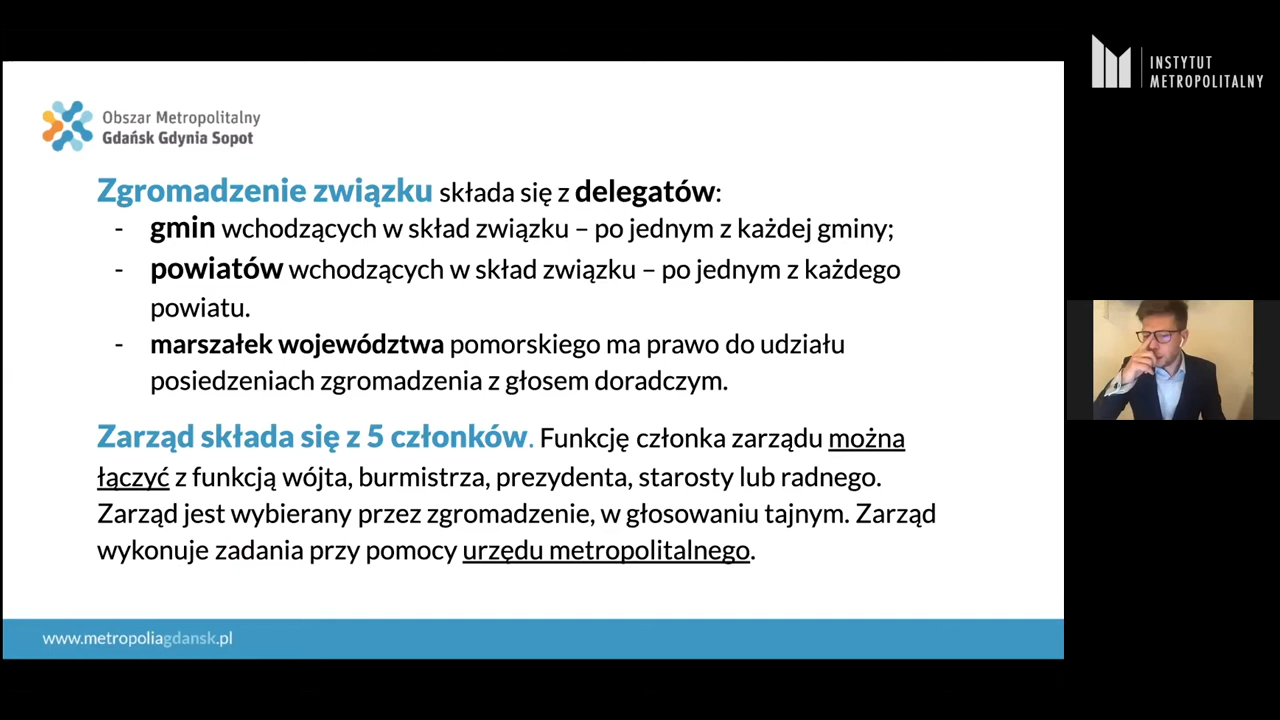 INSTYTUT
METROPOLITALNY
Obszar Metropolitalny
Gdańsk Gdynia Sopot
Zgromadzenie związku składa się z delegatów:
- gmin wchodzących w skład związku – po jednym z każdej gminy;
- powiatów wchodzących w skład związku – po jednym z każdego
powiatu.
- marszałek województwa pomorskiego ma prawo do udziału
posiedzeniach zgromadzenia z głosem doradczym.
Zarząd składa się z 5 członków. Funkcję członka zarządu można
łączyć z funkcją wójta, burmistrza, prezydenta, starosty lub radnego.
Zarząd jest wybierany przez zgromadzenie, w głosowaniu tajnym. Zarząd
wykonuje zadania przy pomocy urzędu metropolitalnego.
www.metropoliagdansk.pl